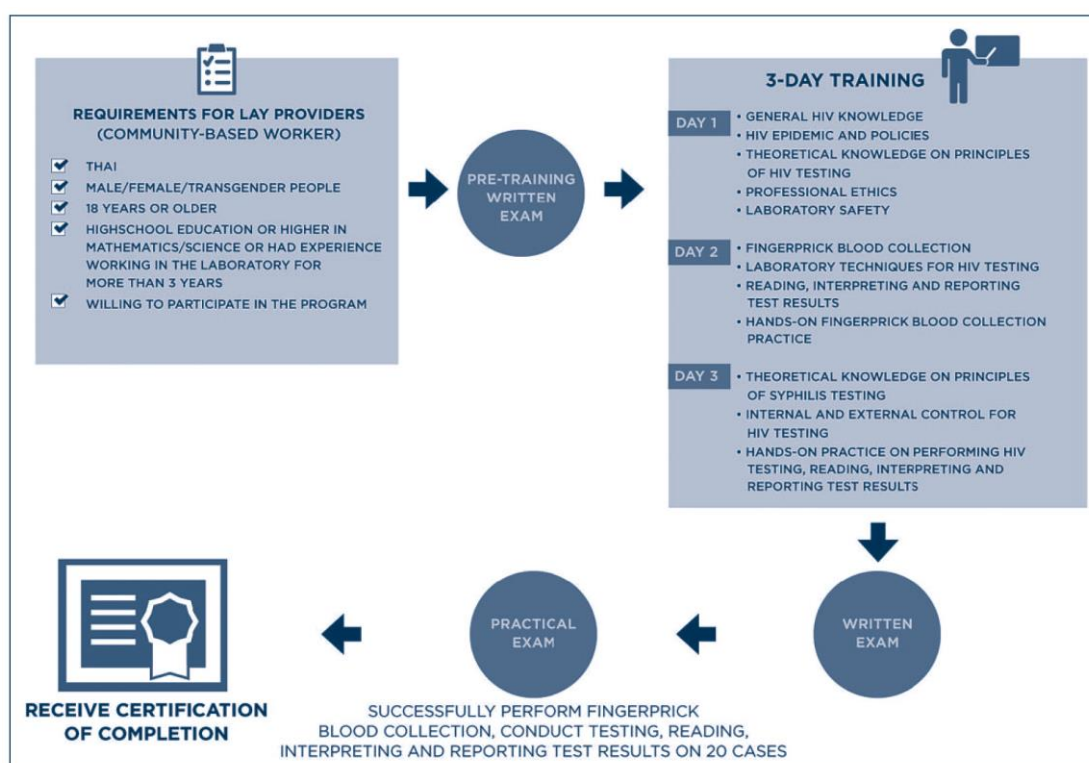 REQUIREMENTS FOR LAY PROVIDERS
(COMMUNITY-BASED WORKER)
THAI
MALE/FEMALE/TRANSGENDER PEOPLE
18 YEARS OR OLDER
HIGHSCHOOL EDUCATION OR HIGHER IN
MATHEMATICS/SCIENCE OR HAD EXPERIENCE
WORKING IN THE LABORATORY FOR
MORE THAN 3 YEARS
WILLING TO PARTICIPATE IN THE PROGRAM
PRE-TRAINING
WRITTEN
EXAM
3-DAY TRAINING
DAY 1
• GENERAL HIV KNOWLEDGE
• HIV EPIDEMIC AND POLICIES
• THEORETICAL KNOWLEDGE ON PRINCIPLES
OF HIV TESTING
• PROFESSIONAL ETHICS
• LABORATORY SAFETY
DAY 2
• FINGERPRICK BLOOD COLLECTION
• LABORATORY TECHNIQUES FOR HIV TESTING
• READING, INTERPRETING AND REPORTING
TEST RESULTS
• HANDS-ON FINGERPRICK BLOOD COLLECTION
PRACTICE
DAY 3
• THEORETICAL KNOWLEDGE ON PRINCIPLES
OF SYPHILIS TESTING
• INTERNAL AND EXTERNAL CONTROL FOR
HIV TESTING
• HANDS-ON PRACTICE ON PERFORMING HIV
TESTING, READING, INTERPRETING AND
REPORTING TEST RESULTS
WRITTEN
EXAM
PRACTICAL
EXAM
SUCCESSFULLY PERFORM FINGERPRICK
BLOOD COLLECTION, CONDUCT TESTING, READING,
INTERPRETING AND REPORTING TEST RESULTS ON 20 CASES
RECEIVE CERTIFICATION
OF COMPLETION